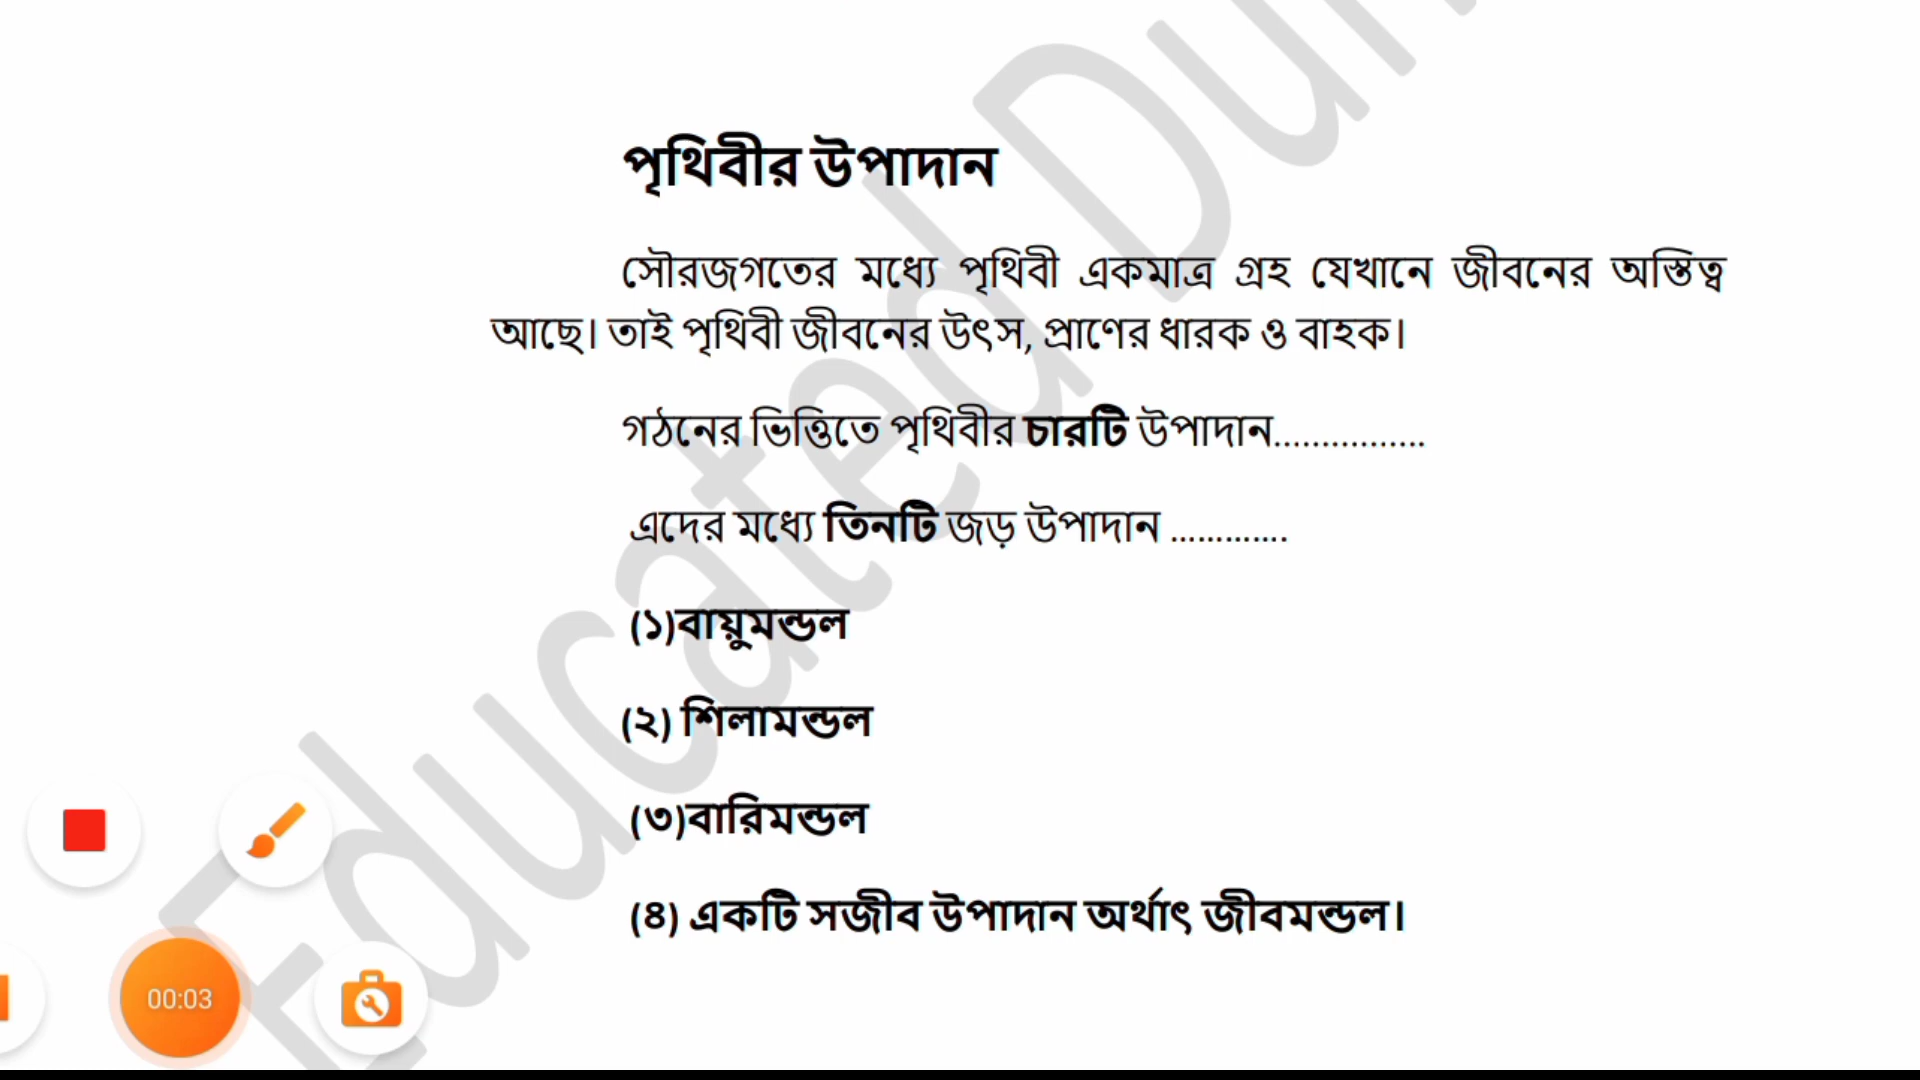 পৃথিবীর উপাদান
সৌরজগতের মধ্যে পৃথিবী একমাত্র গ্রহ যেখানে জীবনের অস্তিত্ব
আছে। তাই পৃথিবী জীবনের উৎস, প্রাণের ধারক ও বাহক।
গঠনের ভিত্তিতে পৃথিবীর চারটি উপাদান................
এদের মধ্যে তিনটি জড় উপাদান .............
(১)বায়ুমন্ডল
(২) শিলামন্ডল
(৩)বারিমন্ডল
(৪) একটি সজীব উপাদান অর্থাৎ জীবমন্ডল।
00:03
Educated